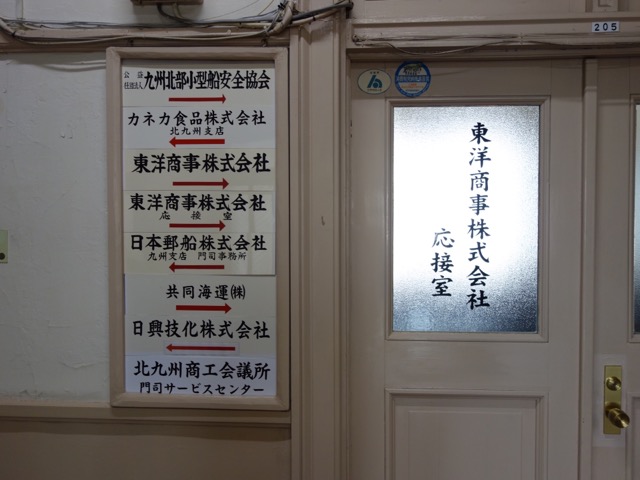 公益社団法人 九州北部小型船安全協会
カネカ食品株式会社
北九州支店
東洋商事株式会社
東洋商事株式会社
応接室
日本郵船株式会社
九州支店 門司事務所
共同海運㈱
日興技化株式会社
北九州商工会議所
門司サービスセンター
205
東洋商事株式会社
応接室